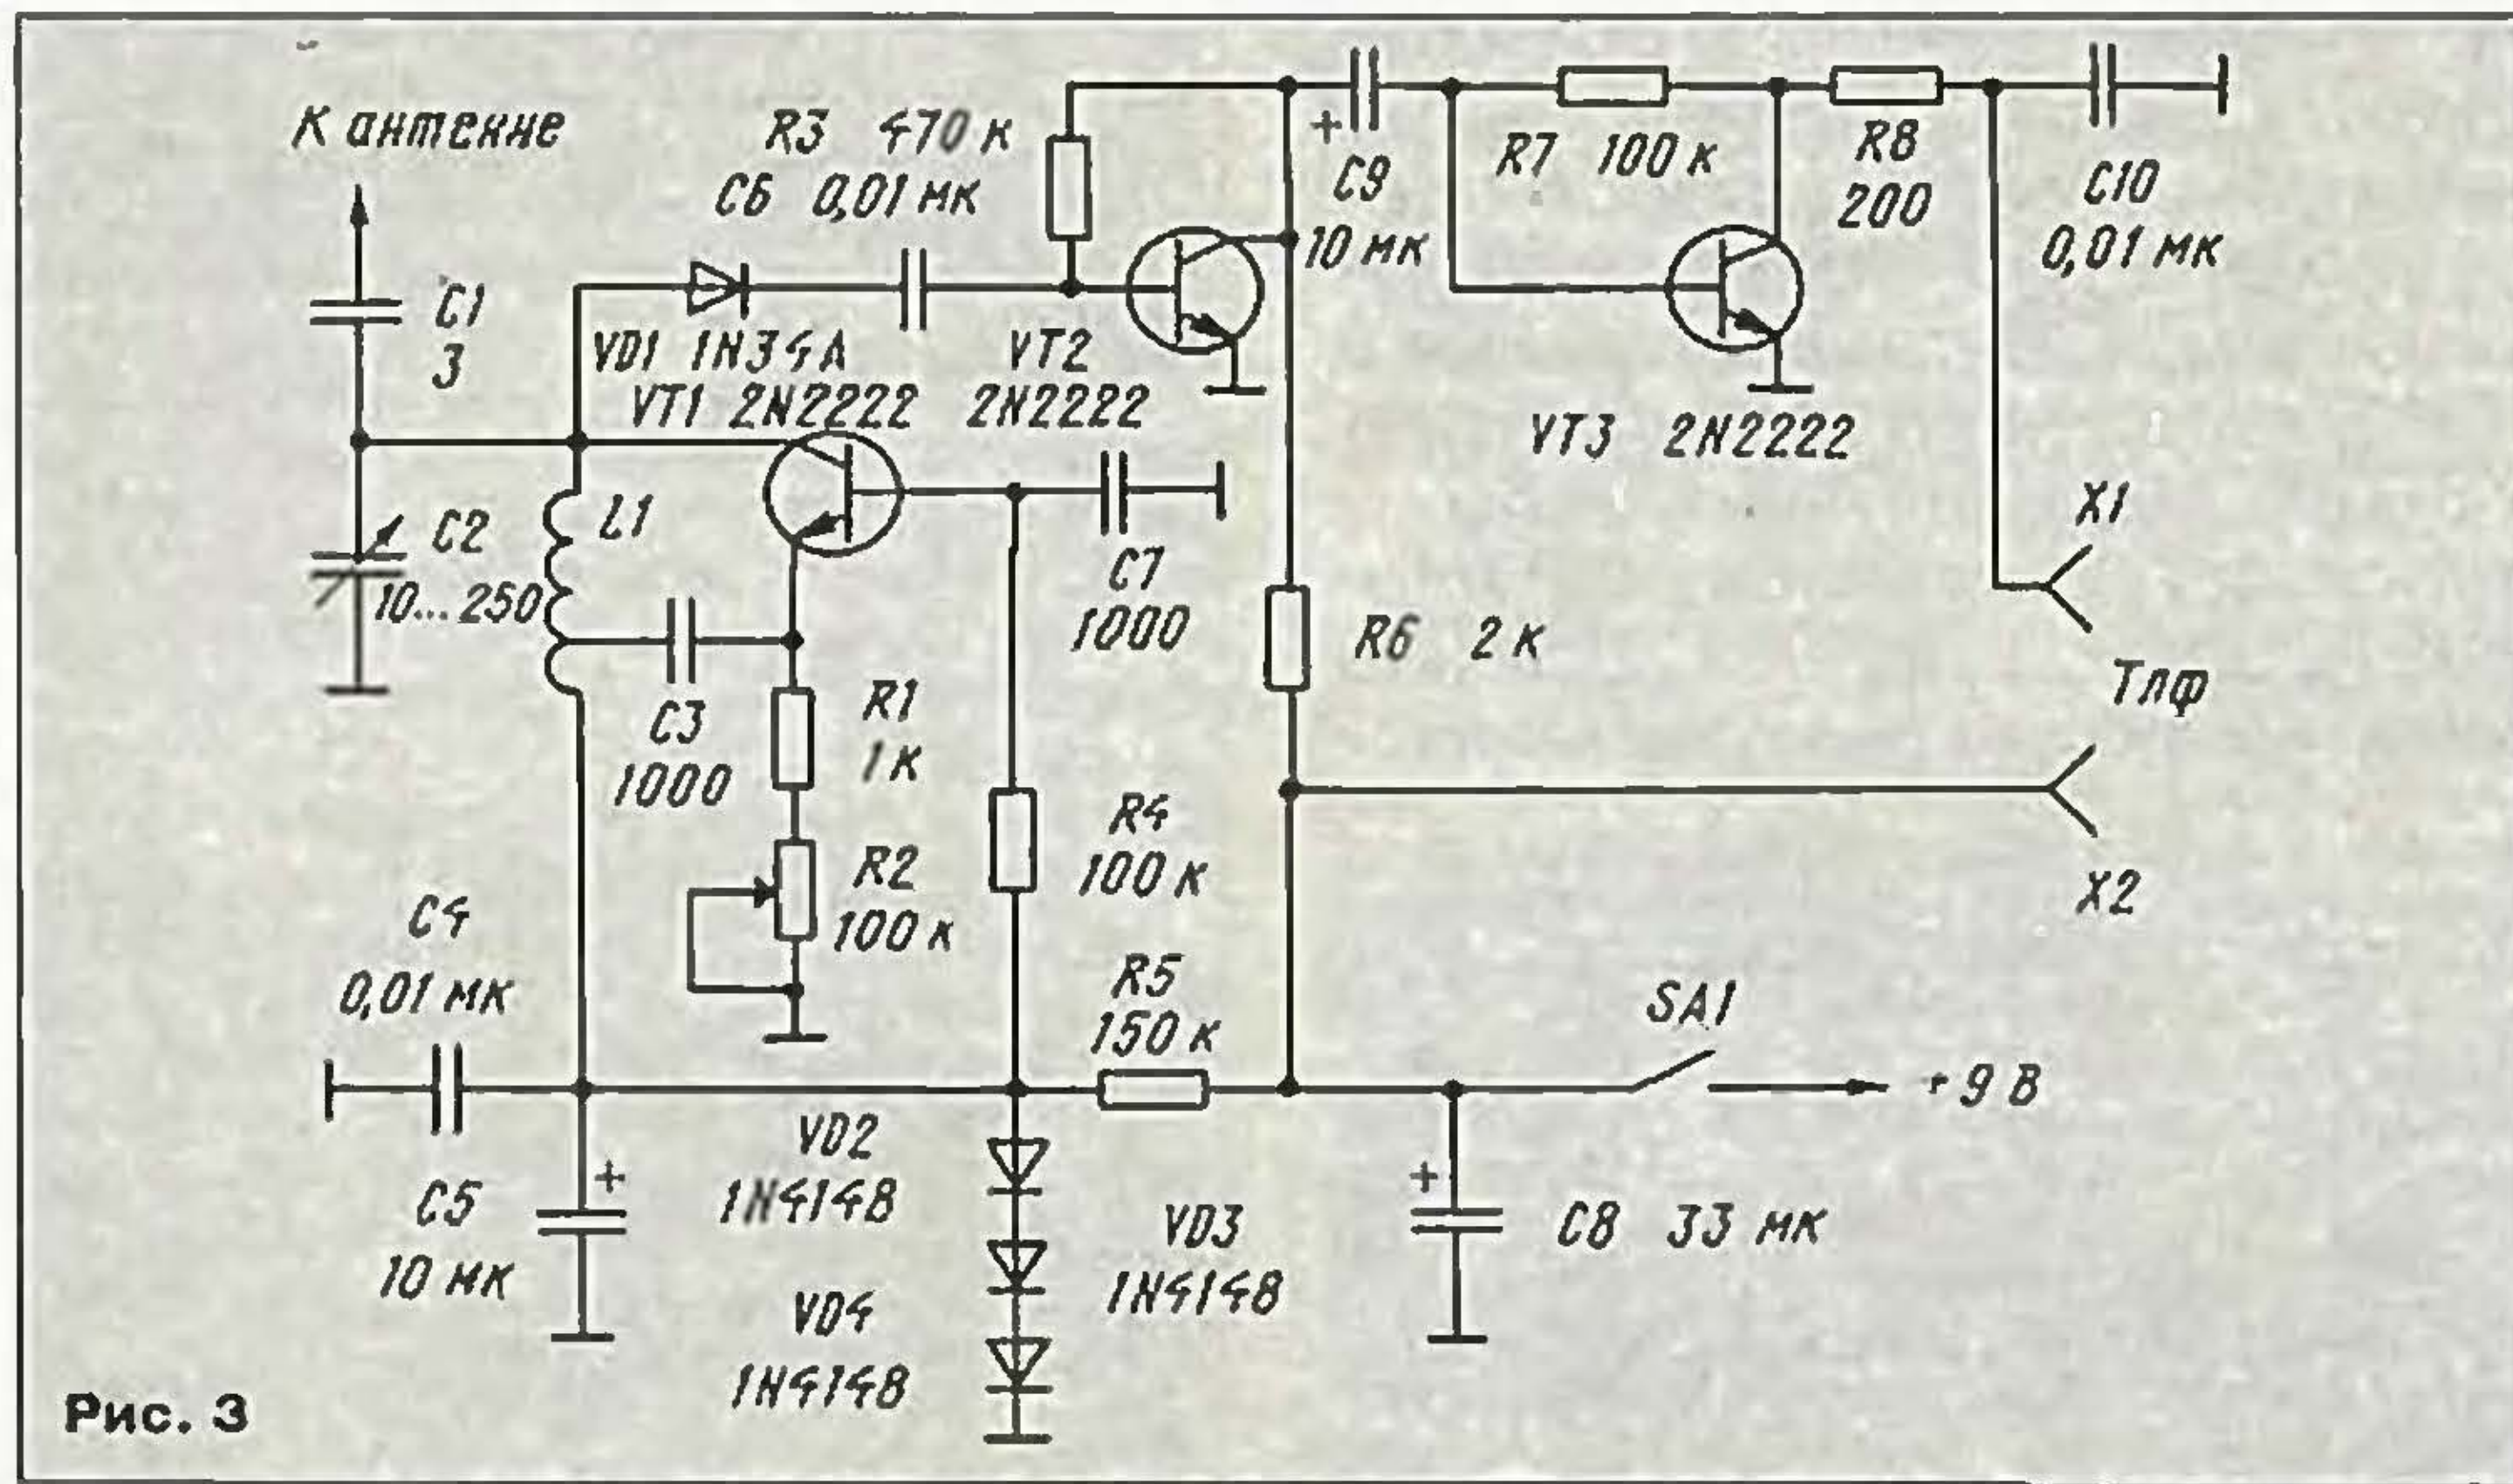 К антенне
R3 470 к
C6 0,01 мк
+
C9
10 мк
R7 100 к
R8
200
C10
0,01 мк
C1
3
VD1 1N34A
VT1 2N2222
VT2
2N2222
VT3 2N2222
C2
10...250
L1
C7
1000
X1
R6 2 к
Тлф
C3
1000
R1
1 к
R4
100 к
R2
100 к
X2
C4
0,01 мк
R5
150 к
SA1
+9 В
VD2
1N4148
+
C5
10 мк
+
C8 33 мк
VD3
1N4148
VD4
1N4148
Рис. 3